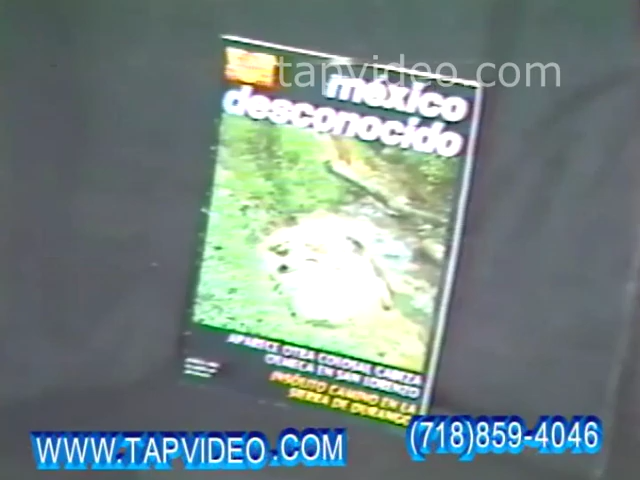 tapvideo.com
méxico
desconocido
APARECE OTRA COLOSAL CABEZA
OLMECA EN SAN LORENZO
INSÓLITO CAMINO EN LA
SIERRA DE DURANGO
WWW.TAPVIDEO.COM
(718)859-4046